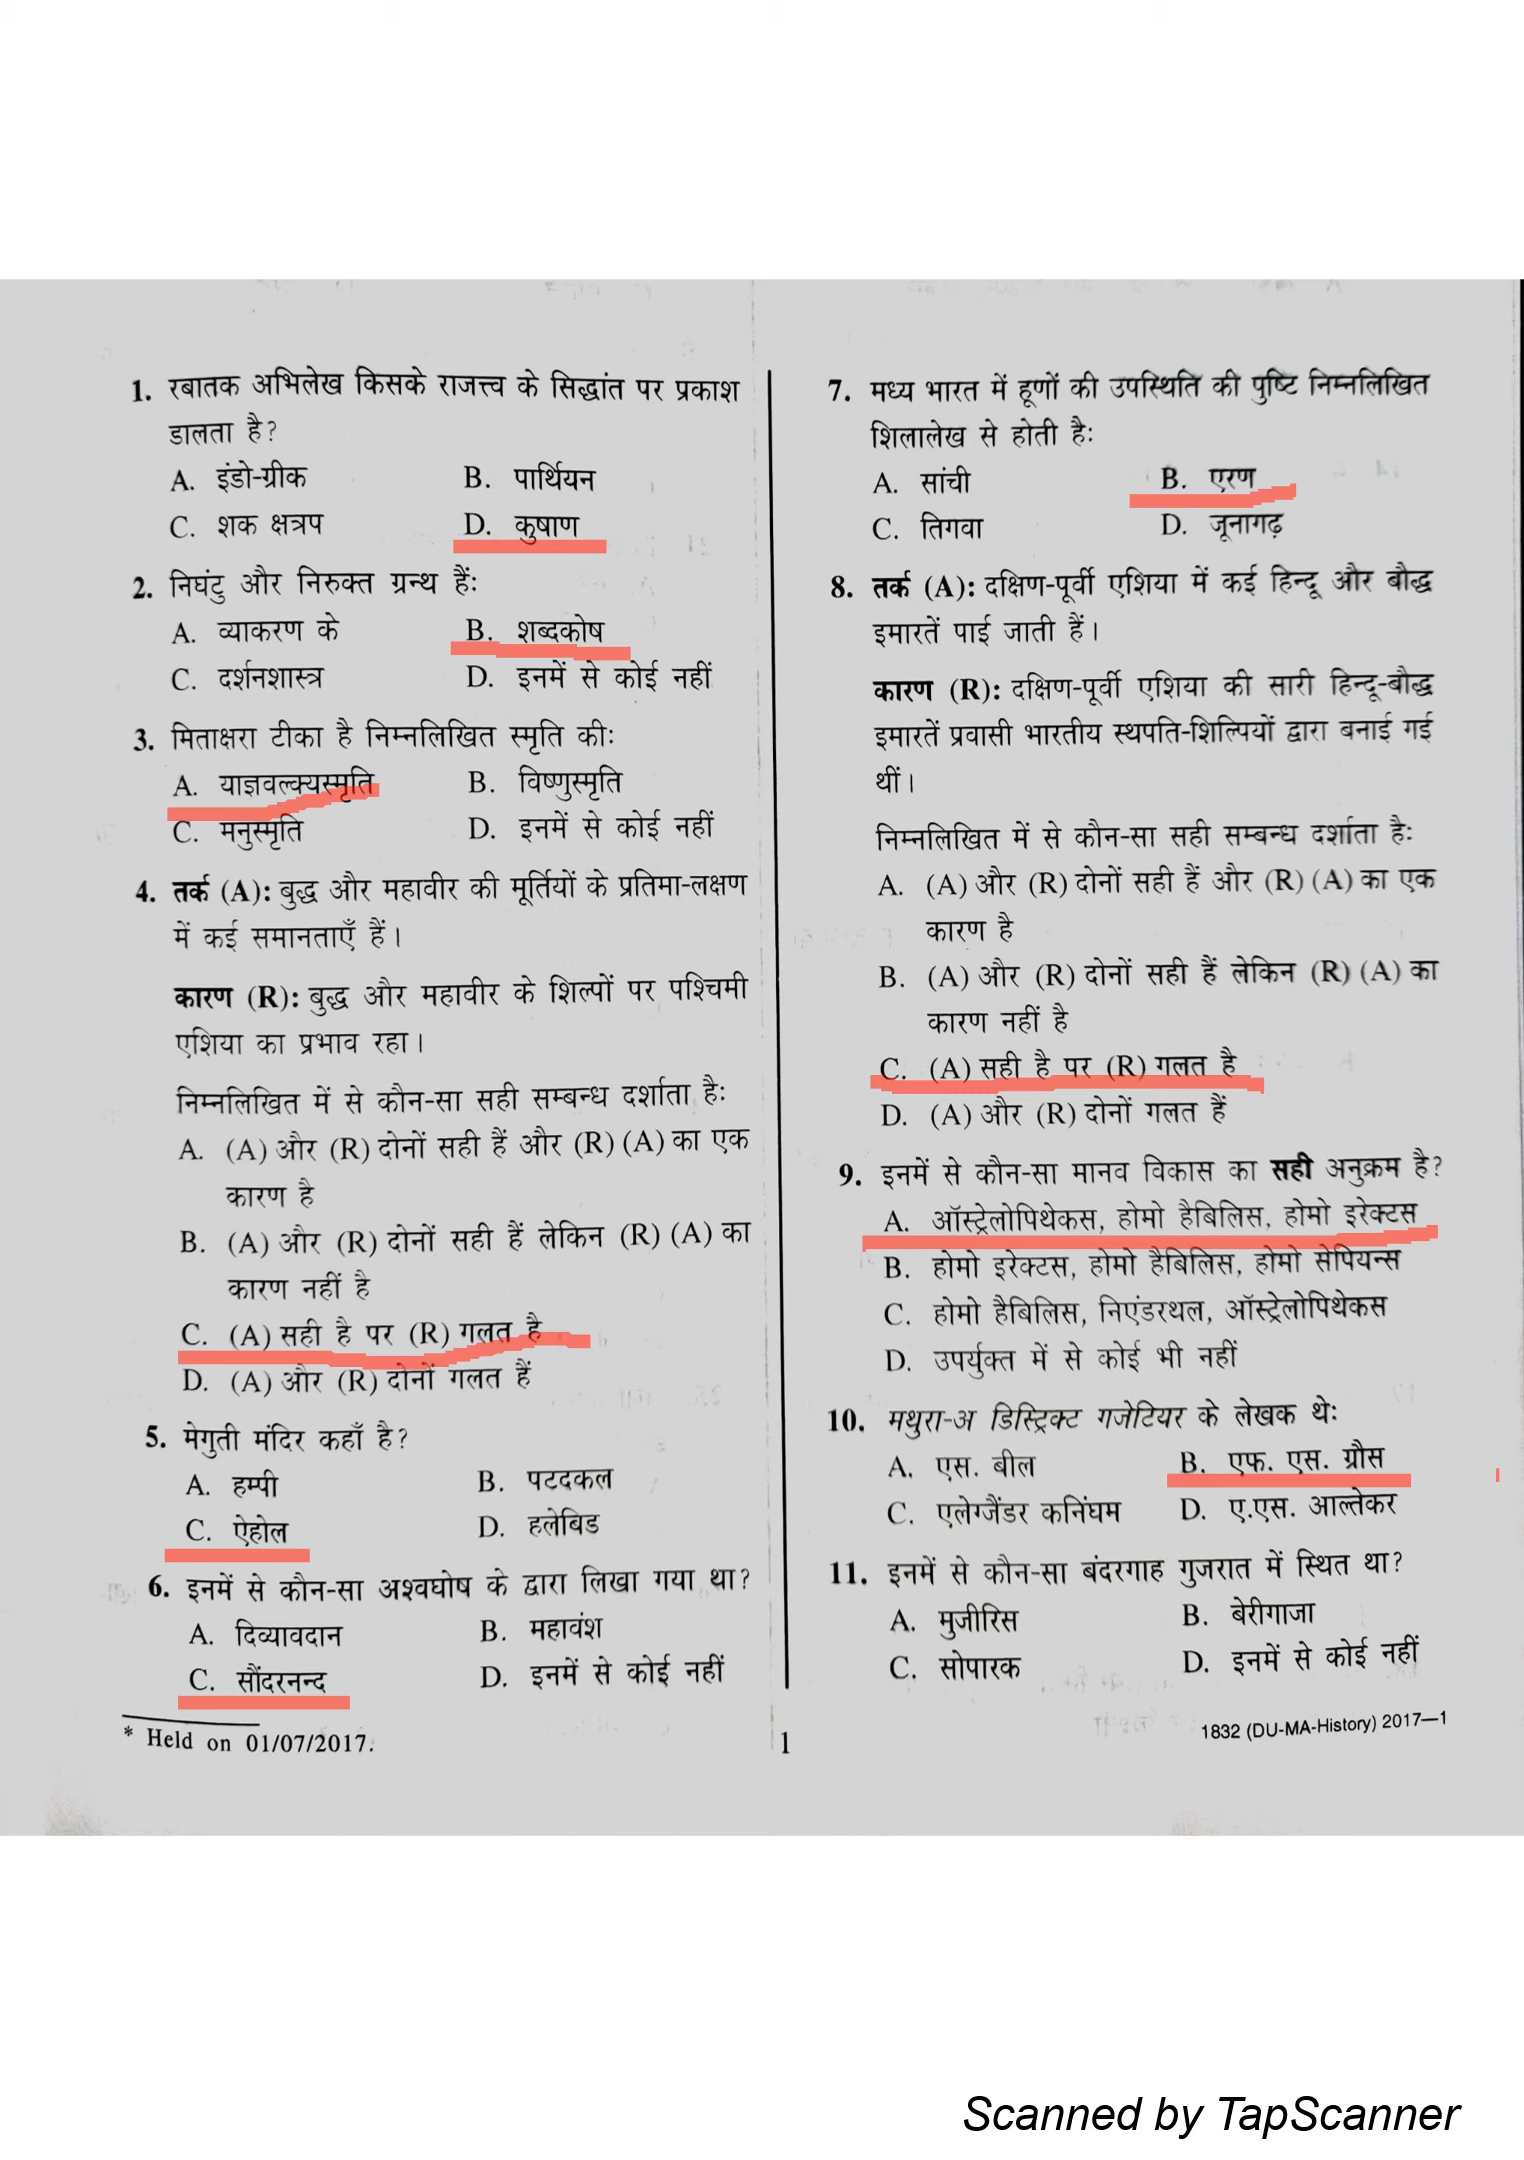 1. रबातक अभिलेख किसके राजत्त्व के सिद्धांत पर प्रकाश
डालता है?
A. इंडो-ग्रीक B. पार्थियन
C. शक क्षत्रप D. कुषाण
2. निघंटु और निरुक्त ग्रन्थ हैं:
A. व्याकरण के B. शब्दकोष
C. दर्शनशास्त्र D. इनमें से कोई नहीं
3. मिताक्षरा टीका है निम्नलिखित स्मृति की:
A. याज्ञवल्क्यस्मृति B. विष्णुस्मृति
C. मनुस्मृति D. इनमें से कोई नहीं
4. तर्क (A): बुद्ध और महावीर की मूर्तियों के प्रतिमा-लक्षण
में कई समानताएँ हैं।
कारण (R): बुद्ध और महावीर के शिल्पों पर पश्चिमी
एशिया का प्रभाव रहा।
निम्नलिखित में से कौन-सा सही सम्बन्ध दर्शाता है:
A. (A) और (R) दोनों सही हैं और (R) (A) का एक
कारण है
B. (A) और (R) दोनों सही हैं लेकिन (R) (A) का
कारण नहीं है
C. (A) सही है पर (R) गलत है
D. (A) और (R) दोनों गलत हैं
5. मेगुती मंदिर कहाँ है?
A. हम्पी B. पटदकल
C. ऐहोल D. हलेबिड
6. इनमें से कौन-सा अश्वघोष के द्वारा लिखा गया था?
A. दिव्यावदान B. महावंश
C. सौंदरनन्द D. इनमें से कोई नहीं
* Held on 01/07/2017.
7. मध्य भारत में हूणों की उपस्थिति की पुष्टि निम्नलिखित
शिलालेख से होती है:
A. सांची B. एरण
C. तिगवा D. जूनागढ़
8. तर्क (A): दक्षिण-पूर्वी एशिया में कई हिन्दू और बौद्ध
इमारतें पाई जाती हैं।
कारण (R): दक्षिण-पूर्वी एशिया की सारी हिन्दू-बौद्ध
इमारतें प्रवासी भारतीय स्थपति-शिल्पियों द्वारा बनाई गई
थीं।
निम्नलिखित में से कौन-सा सही सम्बन्ध दर्शाता है:
A. (A) और (R) दोनों सही हैं और (R) (A) का एक
कारण है
B. (A) और (R) दोनों सही हैं लेकिन (R) (A) का
कारण नहीं है
C. (A) सही है पर (R) गलत है
D. (A) और (R) दोनों गलत हैं
9. इनमें से कौन-सा मानव विकास का सही अनुक्रम है?
A. ऑस्ट्रेलोपिथेकस, होमो हैबिलिस, होमो इरेक्टस
B. होमो इरेक्टस, होमो हैबिलिस, होमो सेपियन्स
C. होमो हैबिलिस, निएंडरथल, ऑस्ट्रेलोपिथेकस
D. उपर्युक्त में से कोई भी नहीं
10. मथुरा-अ डिस्ट्रिक्ट गजेटियर के लेखक थे:
A. एस. बील B. एफ. एस. ग्रौस
C. एलेग्जैंडर कनिंघम D. ए.एस. आल्तेकर
11. इनमें से कौन-सा बंदरगाह गुजरात में स्थित था?
A. मुजीरिस B. बेरीगाजा
C. सोपारक D. इनमें से कोई नहीं
1
1832 (DU-MA-History) 2017—1
Scanned by TapScanner